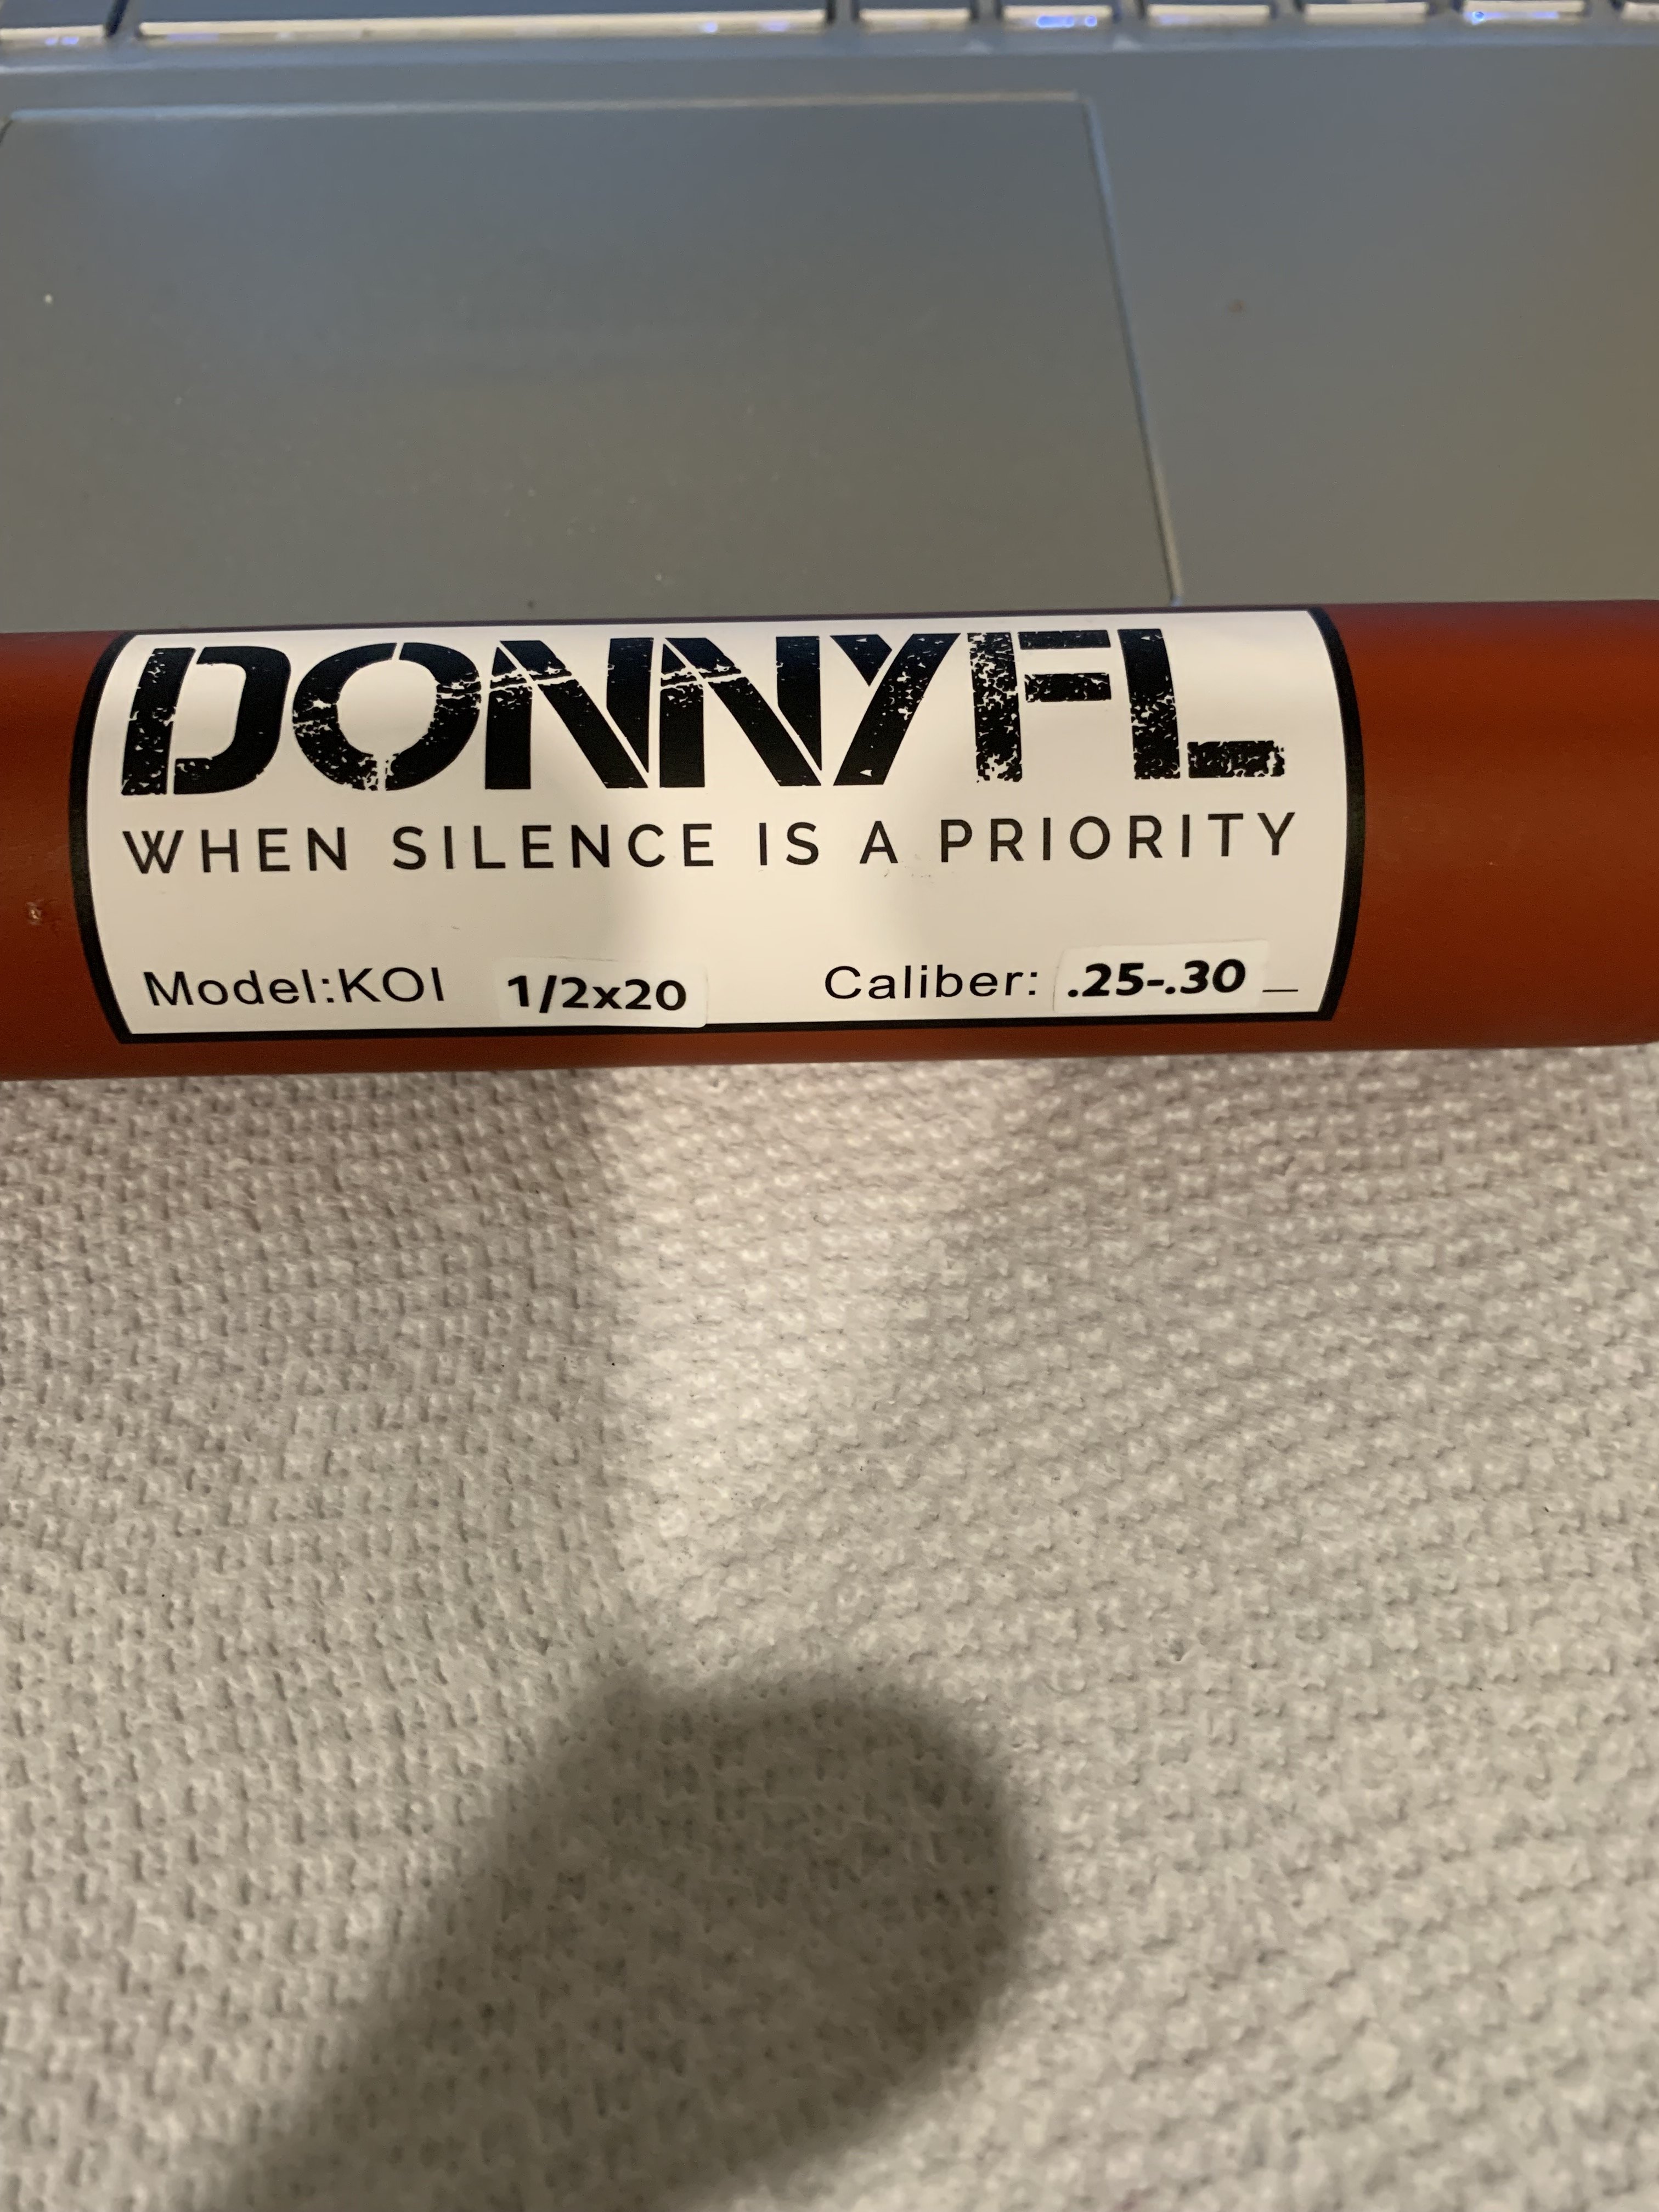 DONNYFL
WHEN SILENCE IS A PRIORITY
Model:KOI 1/2x20 Caliber: .25-.30 _